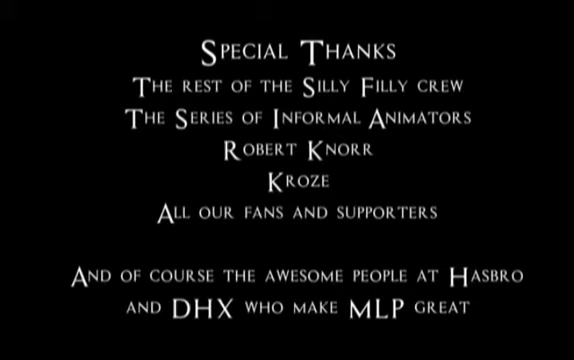 Special Thanks
The rest of the Silly Filly crew
The Series of Informal Animators
Robert Knorr
Kroze
All our fans and supporters
And of course the awesome people at Hasbro
and DHX who make MLP great